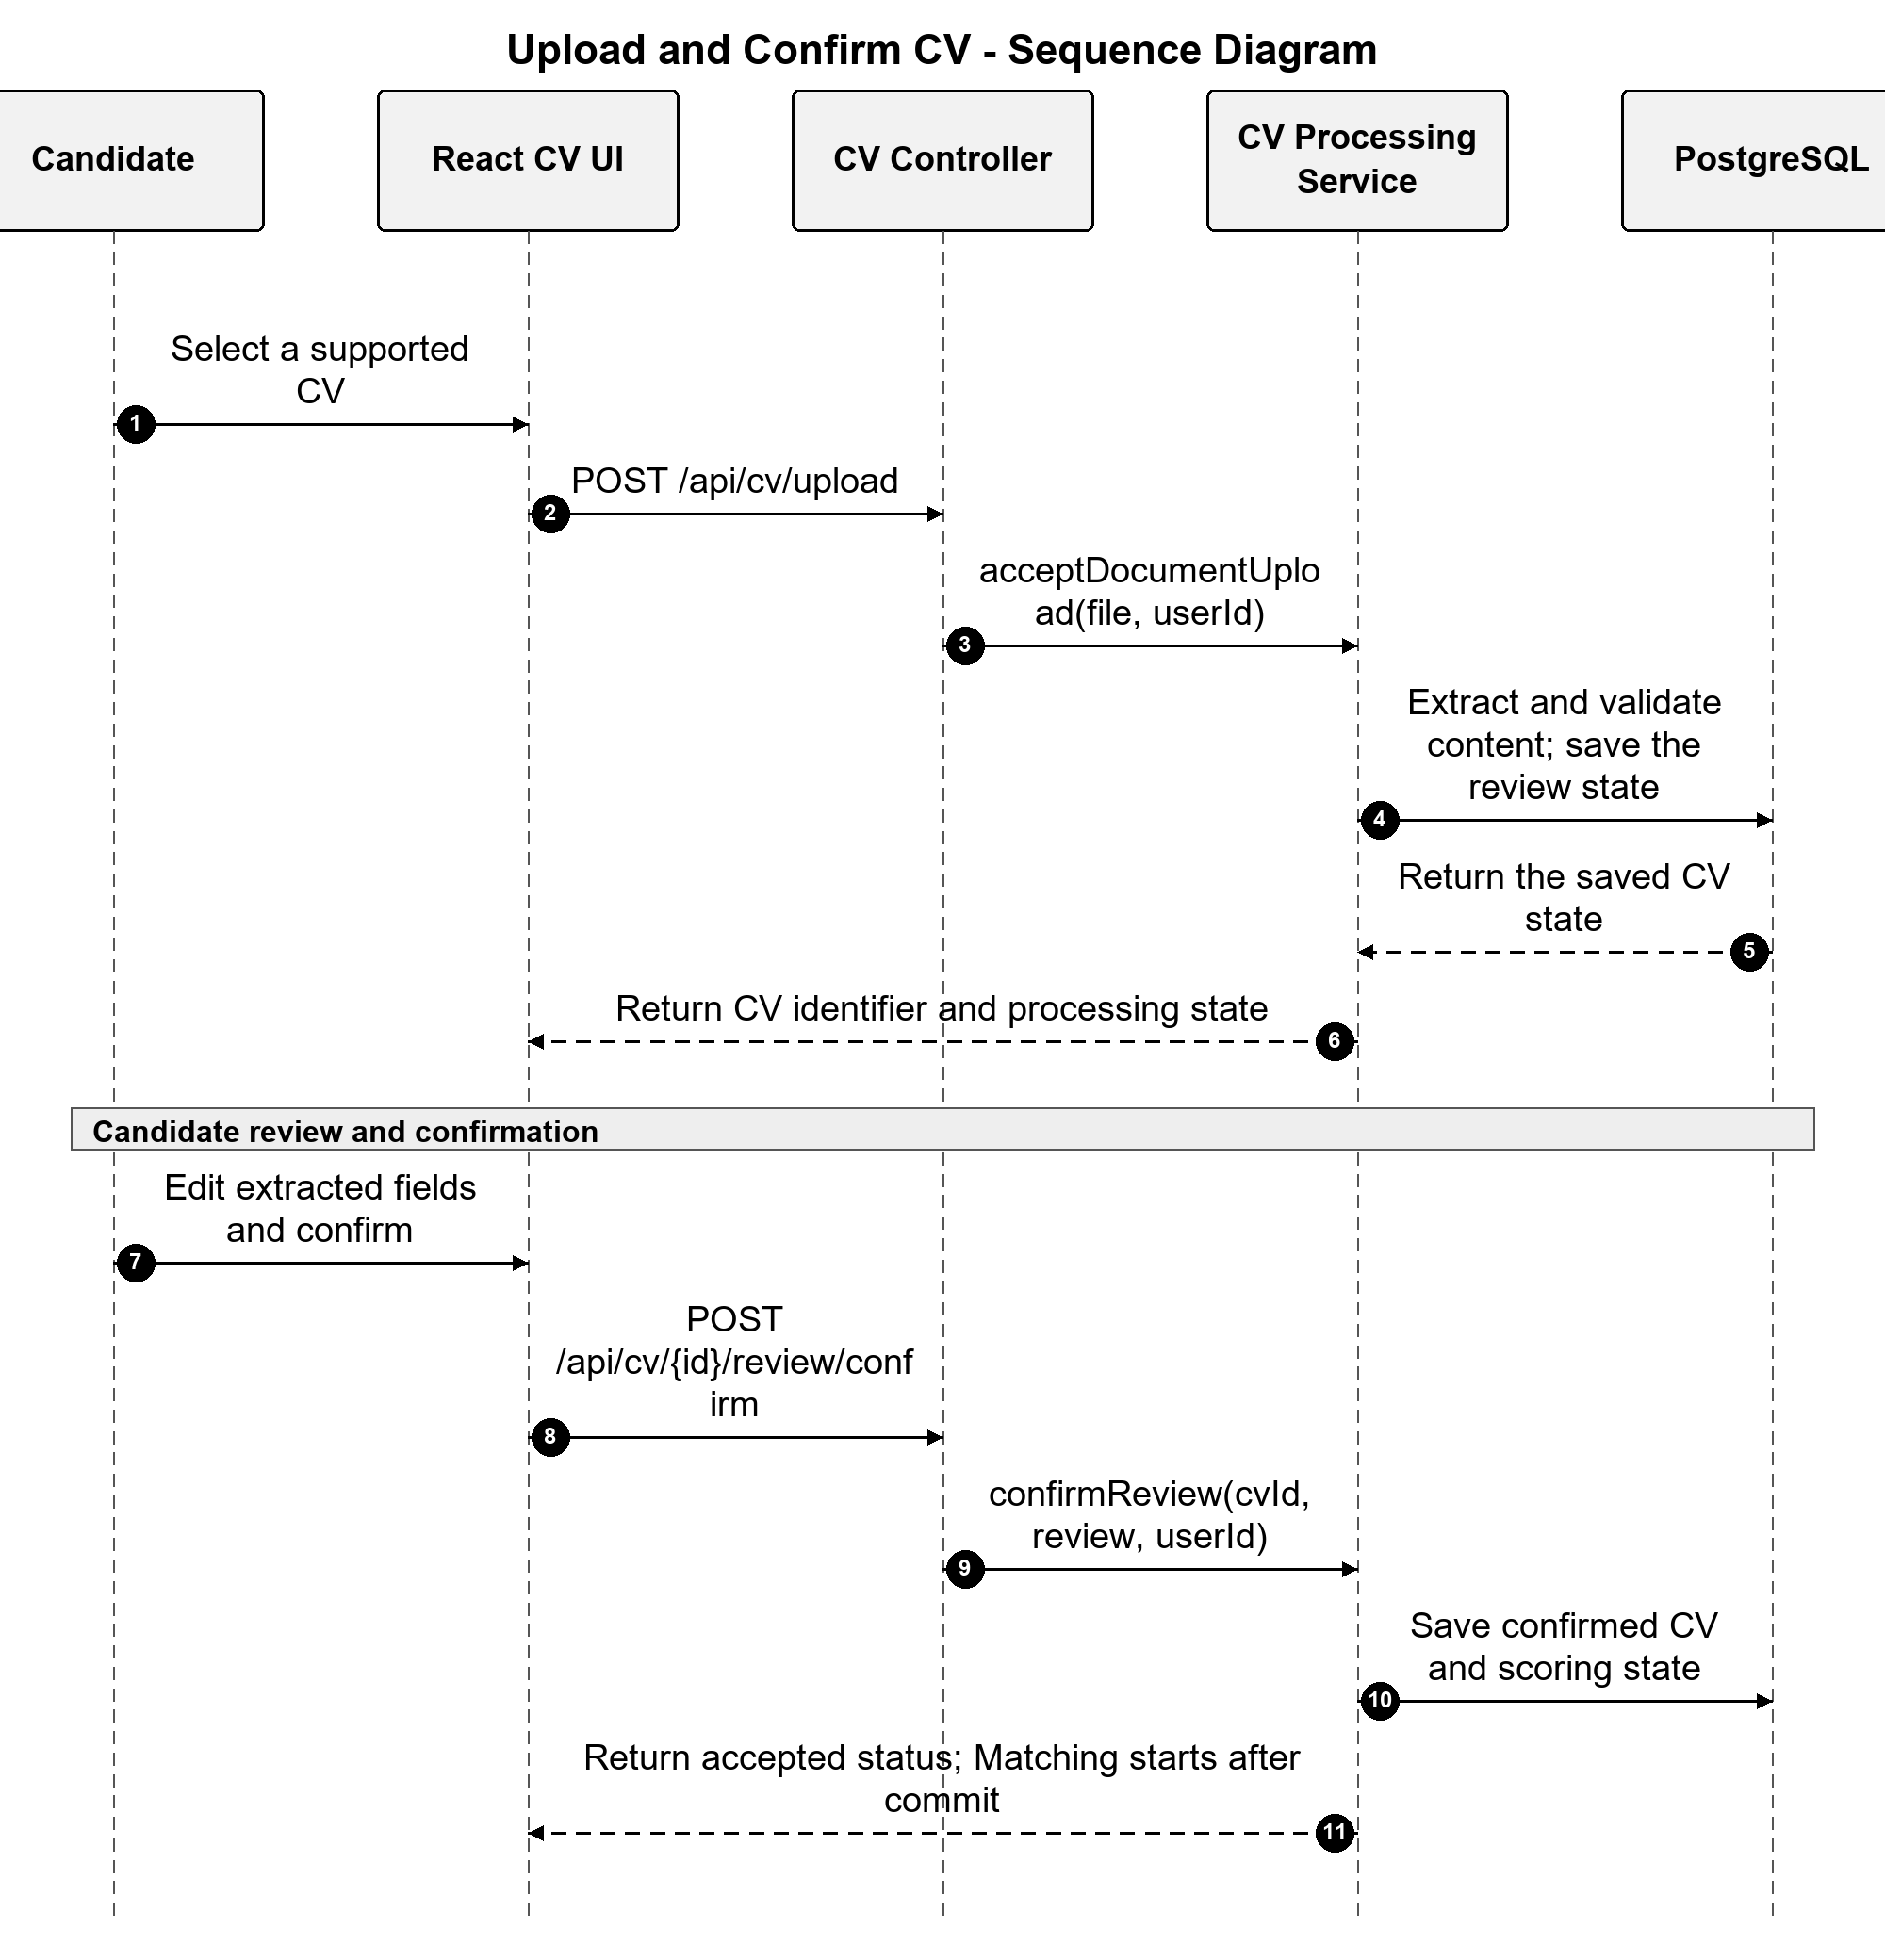 Upload and Confirm CV - Sequence Diagram
Candidate
React CV UI
CV Controller
CV Processing
Service
PostgreSQL
Select a supported
CV
1
POST /api/cv/upload
2
acceptDocumentUplo
ad(file, userId)
3
Extract and validate
content; save the
review state
4
Return the saved CV
state
5
Return CV identifier and processing state
6
Candidate review and confirmation
Edit extracted fields
and confirm
7
POST
/api/cv/{id}/review/conf
irm
8
confirmReview(cvId,
review, userId)
9
Save confirmed CV
and scoring state
10
Return accepted status; Matching starts after
commit
11